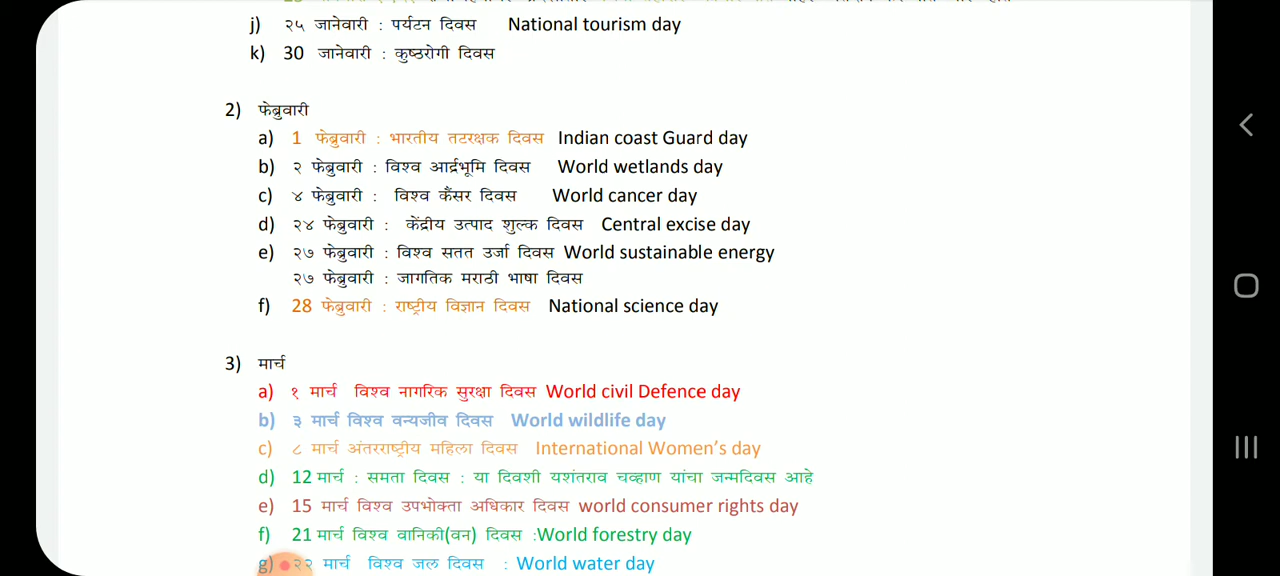 j) २५ जानेवारी : पर्यटन दिवस National tourism day
k) 30 जानेवारी : कुष्ठरोगी दिवस
2) फेब्रुवारी
a) 1 फेब्रुवारी : भारतीय तटरक्षक दिवस Indian coast Guard day
b) २ फेब्रुवारी : विश्व आर्द्रभूमि दिवस World wetlands day
c) ४ फेब्रुवारी : विश्व कैंसर दिवस World cancer day
d) २४ फेब्रुवारी : केंद्रीय उत्पाद शुल्क दिवस Central excise day
e) २७ फेब्रुवारी : विश्व सतत उर्जा दिवस World sustainable energy
२७ फेब्रुवारी : जागतिक मराठी भाषा दिवस
f) 28 फेब्रुवारी : राष्ट्रीय विज्ञान दिवस National science day
3) मार्च
a) १ मार्च विश्व नागरिक सुरक्षा दिवस World civil Defence day
b) ३ मार्च विश्व वन्यजीव दिवस World wildlife day
c) ८ मार्च अंतरराष्ट्रीय महिला दिवस International Women's day
d) 12 मार्च : समता दिवस : या दिवशी यशंतराव चव्हाण यांचा जन्मदिवस आहे
e) 15 मार्च विश्व उपभोक्ता अधिकार दिवस world consumer rights day
f) 21 मार्च विश्व वानिकी(वन) दिवस :World forestry day
g) २२ मार्च विश्व जल दिवस : World water day